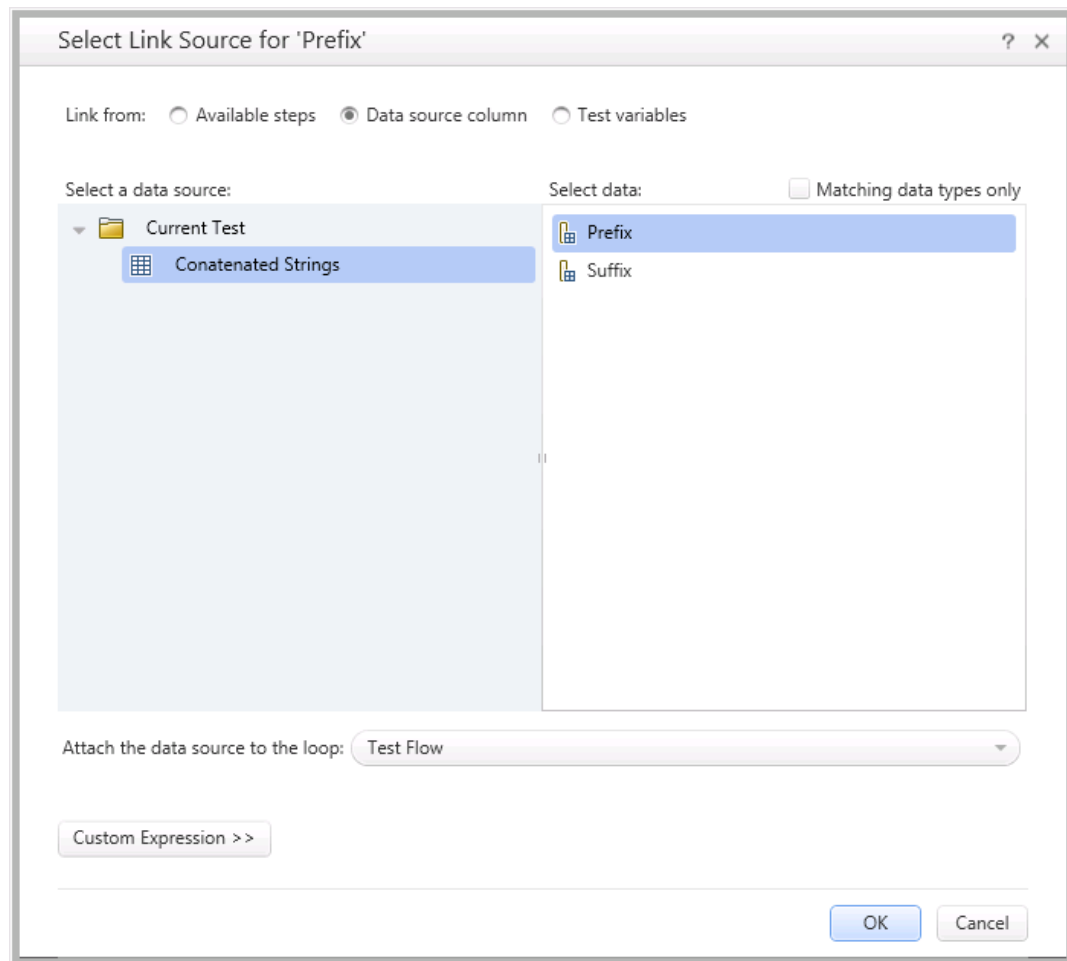 Select Link Source for 'Prefix'
Link from: Available steps Data source column Test variables
Select a data source: Select data: Matching data types only
Current Test
Conatenated Strings
Prefix
Suffix
Attach the data source to the loop: Test Flow
Custom Expression >>
OK Cancel